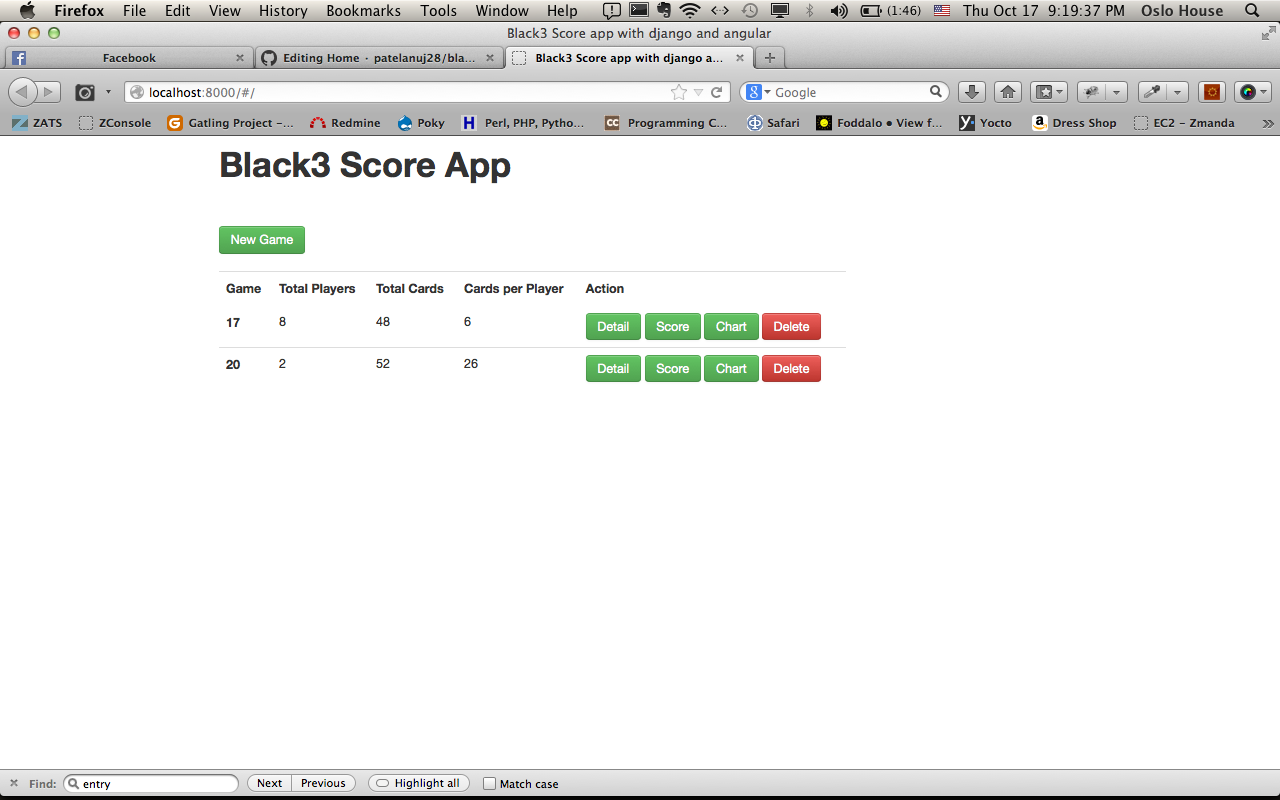 Firefox File Edit View History Bookmarks Tools Window Help (1:46) Thu Oct 17 9:19:37 PM Oslo House
Black3 Score app with django and angular
Facebook Editing Home · patelanuj28/bla... Black3 Score app with django a...
localhost:8000/#/ Google
ZATS ZConsole Gatling Project -... Redmine Poky Perl, PHP, Pytho... Programming C... Safari Foddalo • View f... Yocto Dress Shop EC2 - Zmanda
Black3 Score App
New Game
Game Total Players Total Cards Cards per Player Action
17 8 48 6 Detail Score Chart Delete
20 2 52 26 Detail Score Chart Delete
Find: entry Next Previous Highlight all Match case